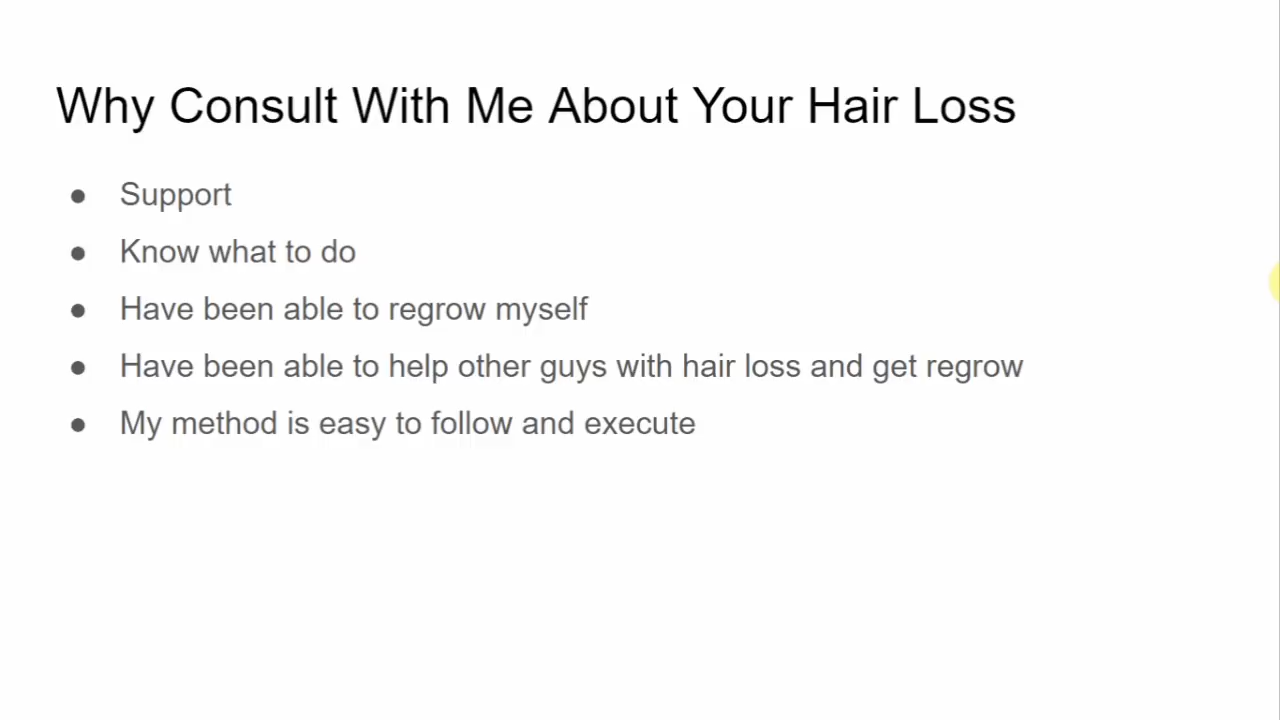 Why Consult With Me About Your Hair Loss
● Support
● Know what to do
● Have been able to regrow myself
● Have been able to help other guys with hair loss and get regrow
● My method is easy to follow and execute